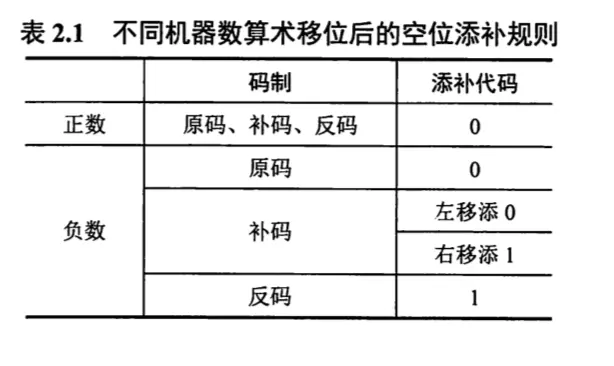 表 2.1 不同机器数算术移位后的空位添补规则
码制 添补代码
正数 原码、补码、反码 0
负数 原码 0
补码 左移添 0
右移添 1
反码 1